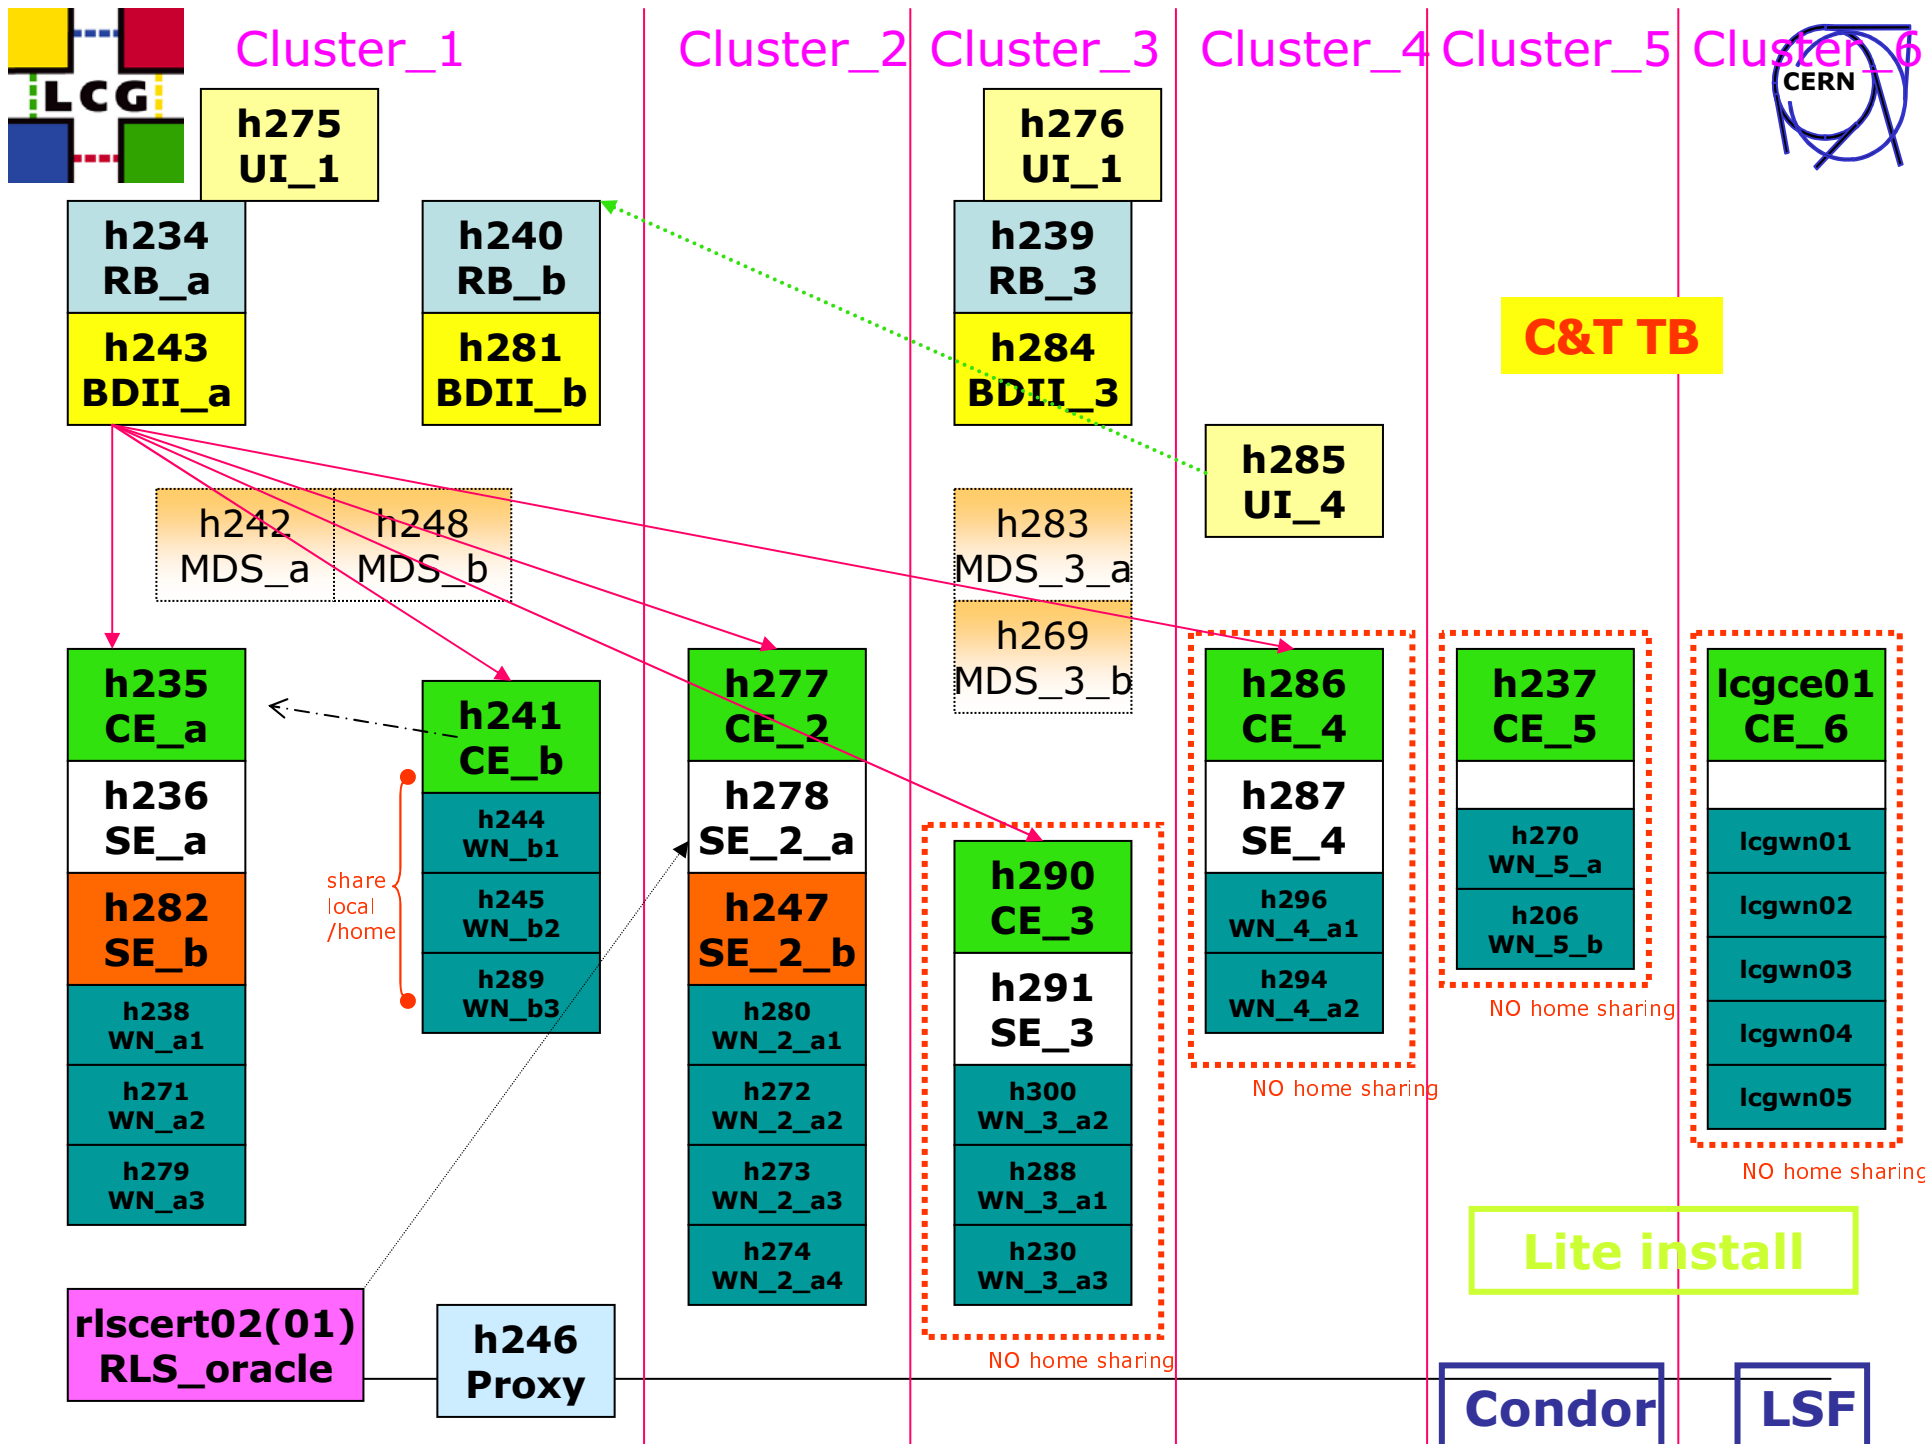 LCG
Cluster_1
Cluster_2
Cluster_3
Cluster_4
Cluster_5
Cluster_6
CERN
h275
UI_1
h276
UI_1
h234
RB_a
h240
RB_b
h239
RB_3
h243
BDII_a
h281
BDII_b
h284
BDII_3
C&T TB
h285
UI_4
h242
MDS_a
h248
MDS_b
h283
MDS_3_a
h269
MDS_3_b
h235
CE_a
h236
SE_a
h282
SE_b
h238
WN_a1
h271
WN_a2
h279
WN_a3
h241
CE_b
h244
WN_b1
h245
WN_b2
h289
WN_b3
share
local
/home
h277
CE_2
h278
SE_2_a
h247
SE_2_b
h280
WN_2_a1
h272
WN_2_a2
h273
WN_2_a3
h274
WN_2_a4
h290
CE_3
h291
SE_3
h300
WN_3_a2
h288
WN_3_a1
h230
WN_3_a3
NO home sharing
h286
CE_4
h287
SE_4
h296
WN_4_a1
h294
WN_4_a2
NO home sharing
h237
CE_5
h270
WN_5_a
h206
WN_5_b
NO home sharing
lcgce01
CE_6
lcgwn01
lcgwn02
lcgwn03
lcgwn04
lcgwn05
NO home sharing
Lite install
rlscert02(01)
RLS_oracle
h246
Proxy
Condor
LSF